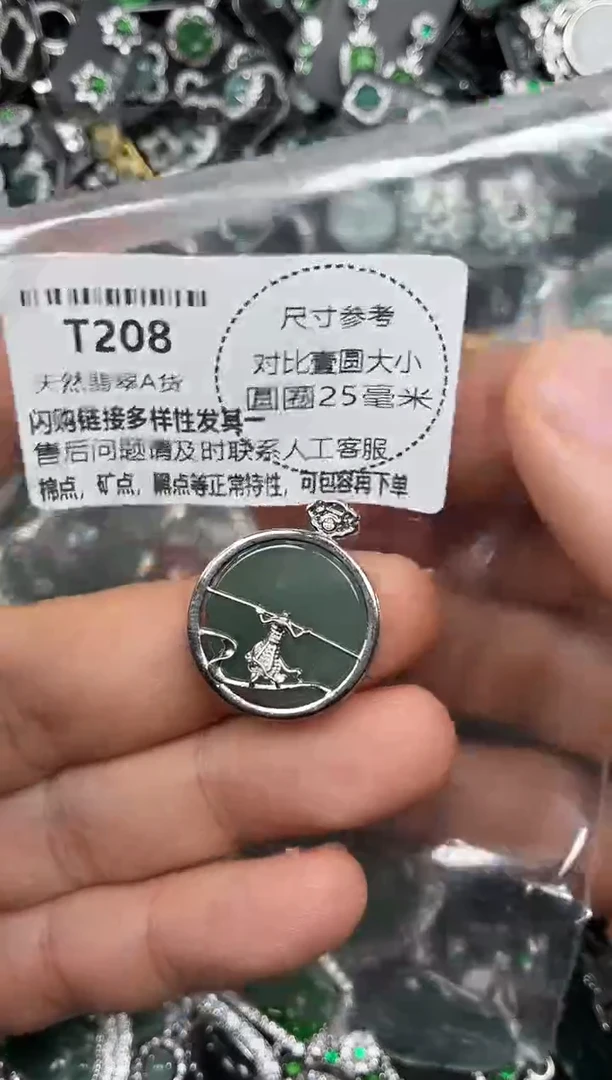 T208
天然翡翠A货
闪购链接多样性发其一
售后问题请及时联系人工客服
棉点，矿点，黑点等正常特性，可包容再下单
尺寸参考
对比壹圆大小
圆圈25毫米